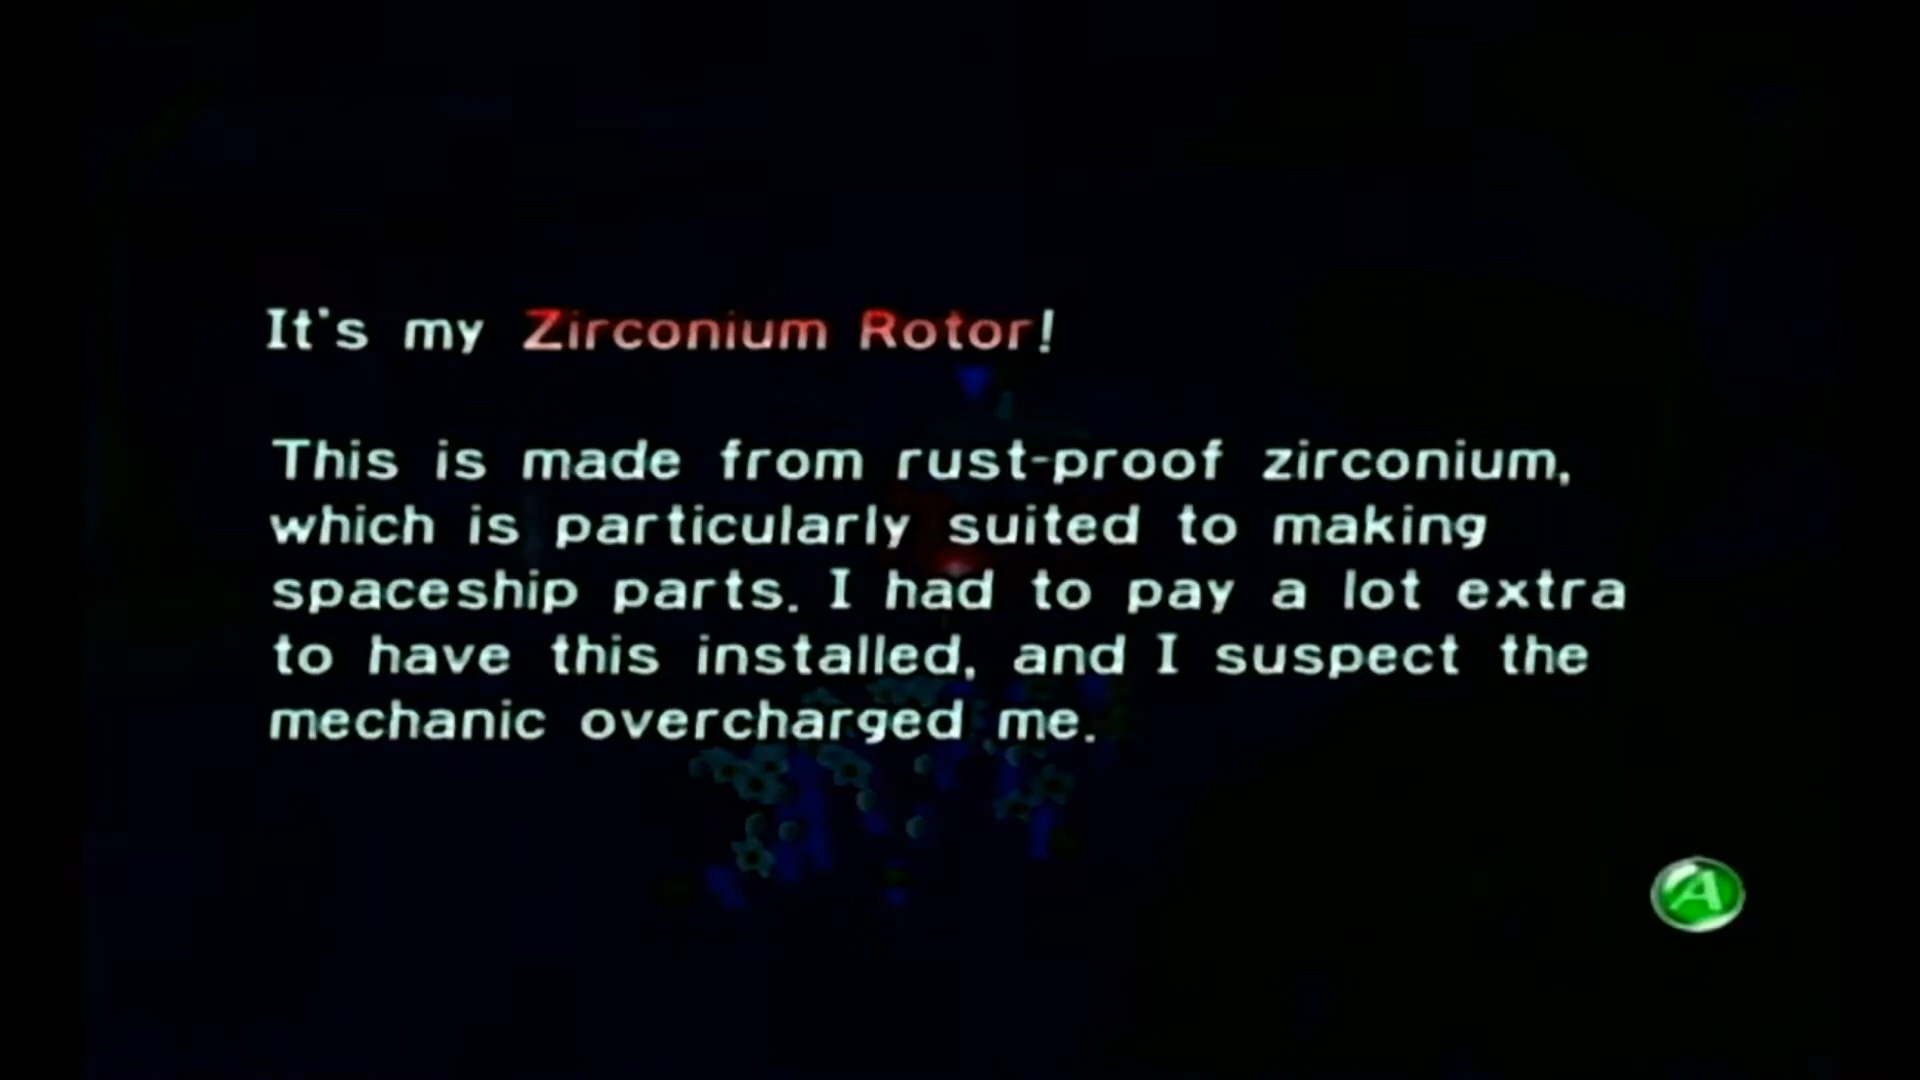 It's my Zirconium Rotor!
This is made from rust-proof zirconium,
which is particularly suited to making
spaceship parts. I had to pay a lot extra
to have this installed, and I suspect the
mechanic overcharged me.
A